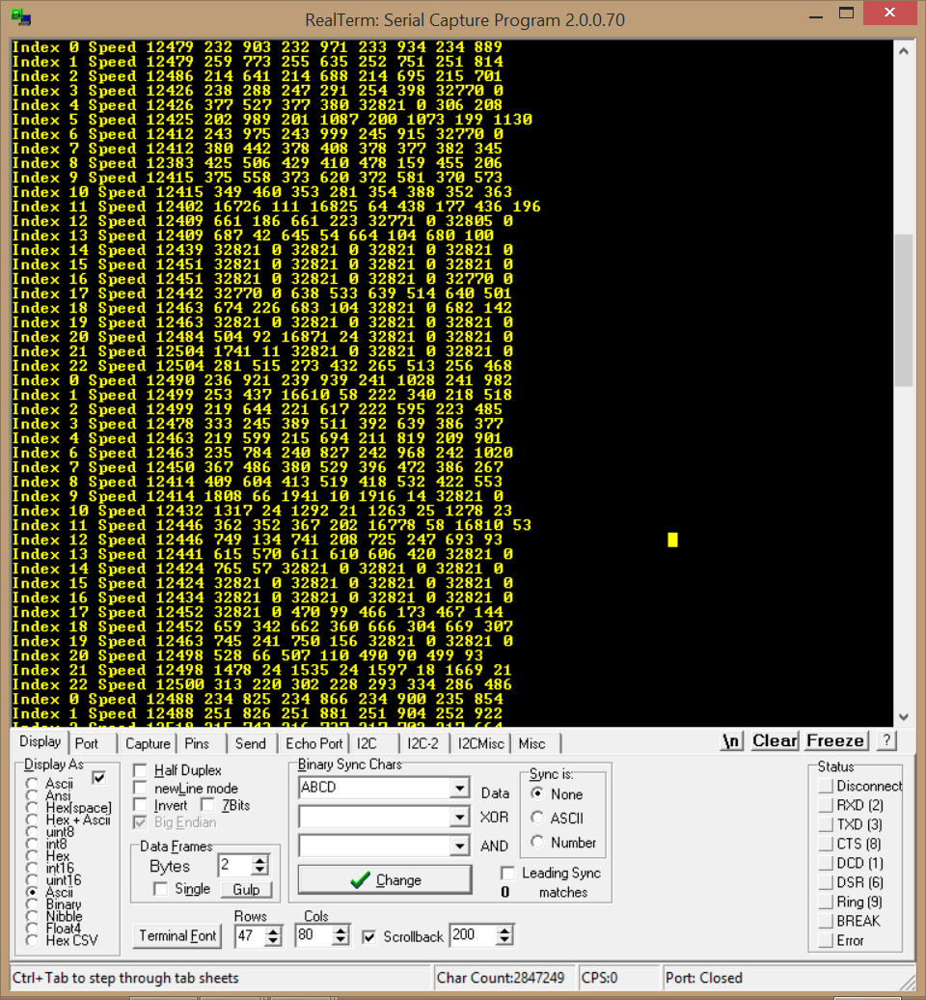 RealTerm: Serial Capture Program 2.0.0.70
Index 0 Speed 12479 232 903 232 971 233 934 234 889
Index 1 Speed 12479 259 773 255 635 252 751 251 814
Index 2 Speed 12486 214 641 214 688 214 695 215 701
Index 3 Speed 12426 238 288 247 291 254 398 32770 0
Index 4 Speed 12426 377 527 377 380 32821 0 306 208
Index 5 Speed 12425 202 989 201 1087 200 1073 199 1130
Index 6 Speed 12412 243 975 243 999 245 915 32770 0
Index 7 Speed 12412 380 442 378 408 378 377 382 345
Index 8 Speed 12383 425 506 429 410 478 159 455 206
Index 9 Speed 12415 375 558 373 620 372 581 370 573
Index 10 Speed 12415 349 460 353 281 354 388 352 363
Index 11 Speed 12402 16726 111 16825 64 438 177 436 196
Index 12 Speed 12409 661 186 661 223 32771 0 32805 0
Index 13 Speed 12409 687 42 645 54 664 104 680 100
Index 14 Speed 12439 32821 0 32821 0 32821 0 32821 0
Index 15 Speed 12451 32821 0 32821 0 32821 0 32821 0
Index 16 Speed 12451 32821 0 32821 0 32821 0 32770 0
Index 17 Speed 12442 32770 0 638 533 639 514 640 501
Index 18 Speed 12463 674 226 683 104 32821 0 682 142
Index 19 Speed 12463 32821 0 32821 0 32821 0 32821 0
Index 20 Speed 12484 504 92 16871 24 32821 0 32821 0
Index 21 Speed 12504 1741 11 32821 0 32821 0 32821 0
Index 22 Speed 12504 281 515 273 432 265 513 256 468
Index 0 Speed 12490 236 921 239 939 241 1028 241 982
Index 1 Speed 12499 253 437 16610 58 222 340 218 518
Index 2 Speed 12499 219 644 221 617 222 595 223 485
Index 3 Speed 12478 333 245 389 511 392 639 386 377
Index 4 Speed 12463 219 599 215 694 211 819 209 901
Index 6 Speed 12463 235 784 240 827 242 968 242 1020
Index 7 Speed 12450 367 486 380 529 396 472 386 267
Index 8 Speed 12414 409 604 413 519 418 532 422 553
Index 9 Speed 12414 1808 66 1941 10 1916 14 32821 0
Index 10 Speed 12432 1317 24 1292 21 1263 25 1278 23
Index 11 Speed 12446 362 352 367 202 16778 58 16810 53
Index 12 Speed 12446 749 134 741 208 725 247 693 93
Index 13 Speed 12441 615 570 611 610 606 420 32821 0
Index 14 Speed 12424 765 57 32821 0 32821 0 32821 0
Index 15 Speed 12424 32821 0 32821 0 32821 0 32821 0
Index 16 Speed 12434 32821 0 32821 0 32821 0 32821 0
Index 17 Speed 12452 32821 0 470 99 466 173 467 144
Index 18 Speed 12452 659 342 662 360 666 304 669 307
Index 19 Speed 12463 745 241 750 156 32821 0 32821 0
Index 20 Speed 12498 528 66 507 110 490 90 499 93
Index 21 Speed 12498 1478 24 1535 24 1597 18 1669 21
Index 22 Speed 12500 313 220 302 228 293 334 286 486
Index 0 Speed 12488 234 825 234 866 234 900 235 854
Index 1 Speed 12488 251 826 251 881 251 904 252 922
Display Port Capture Pins Send Echo Port I2C I2C-2 I2CMisc Misc \n Clear Freeze ?
Display As
Ascii
Ansi
Hex[space]
Hex + Ascii
uint8
int8
Hex
int16
uint16
Ascii
Binary
Nibble
Float4
Hex CSV
Half Duplex
newLine mode
Invert 7Bits
Big Endian
Data Frames
Bytes 2
Single Gulp
Terminal Font
Rows
47
Cols
80
Scrollback 200
Binary Sync Chars
ABCD
Data
XOR
AND
Change
Sync is:
None
ASCII
Number
Leading Sync
0 matches
Status
Disconnect
RXD (2)
TXD (3)
CTS (8)
DCD (1)
DSR (6)
Ring (9)
BREAK
Error
Ctrl+Tab to step through tab sheets
Char Count:2847249
CPS:0
Port: Closed